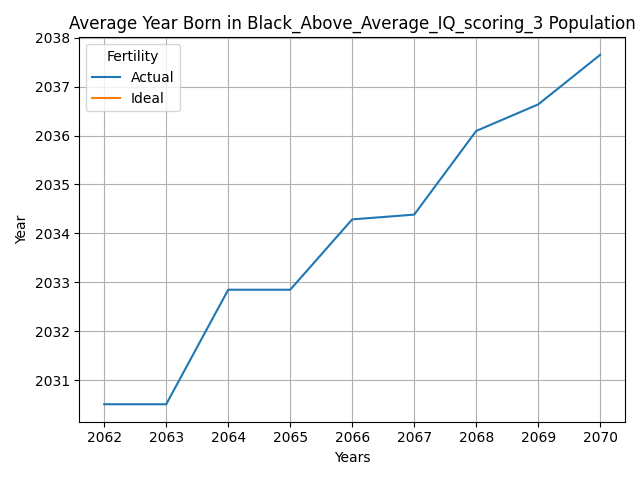 Average Year Born in Black_Above_Average_IQ_scoring_3 Population
2038
2037
2036
2035
2034
2033
2032
2031
Year
Fertility
Actual
Ideal
2062 2063 2064 2065 2066 2067 2068 2069 2070
Years